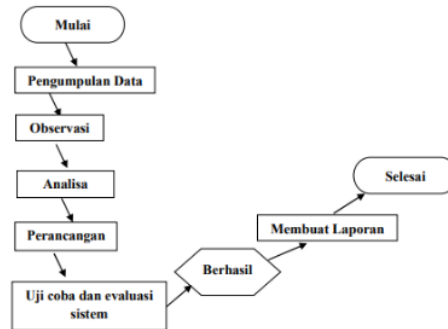 Mulai
Pengumpulan Data
Observasi
Analisa
Perancangan
Uji coba dan evaluasi
sistem
Berhasil
Membuat Laporan
Selesai